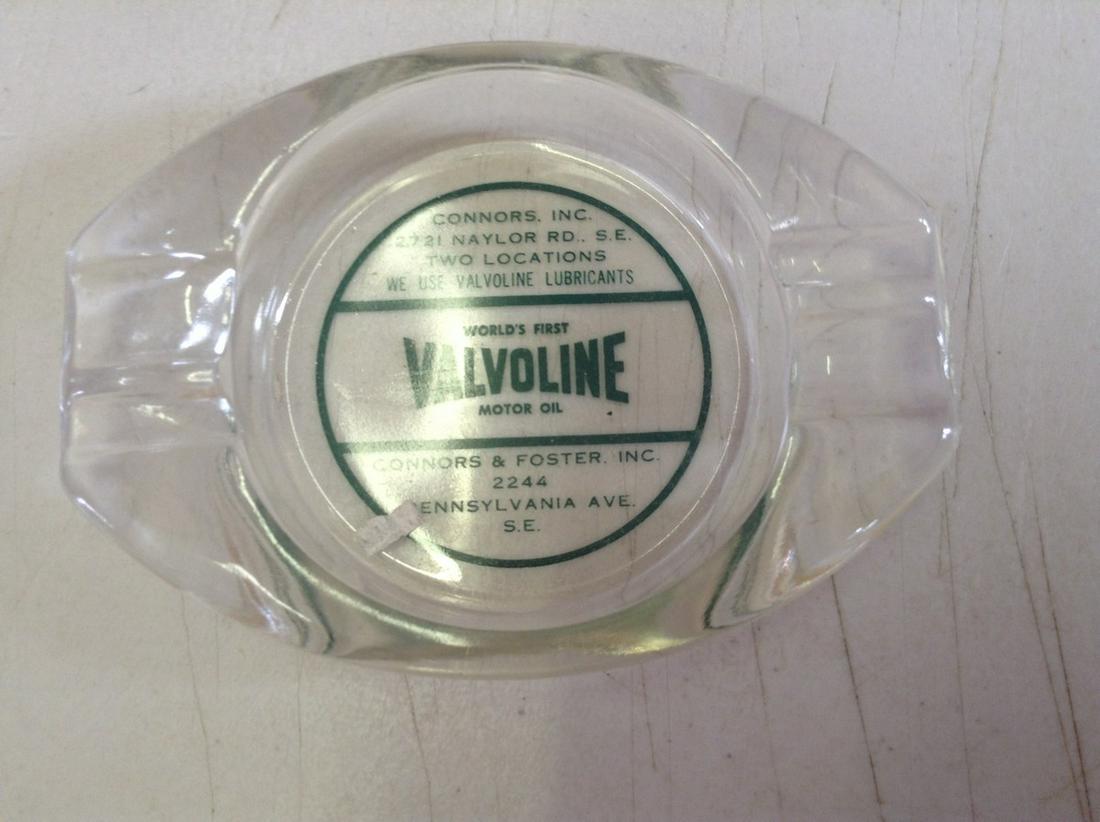 CONNORS, INC.
2721 NAYLOR RD., S.E.
TWO LOCATIONS
WE USE VALVOLINE LUBRICANTS
WORLD'S FIRST
VALVOLINE
MOTOR OIL
CONNORS & FOSTER, INC.
2244
PENNSYLVANIA AVE.
S.E.